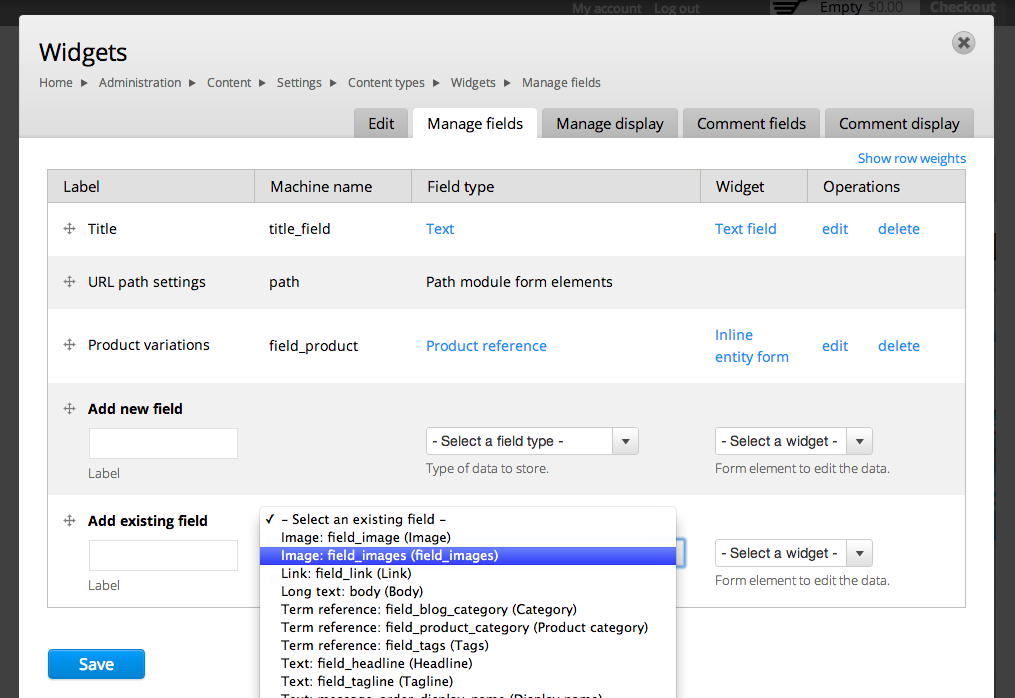 My account Log out Empty $0.00 Checkout
Widgets
Home ▶ Administration ▶ Content ▶ Settings ▶ Content types ▶ Widgets ▶ Manage fields
Edit Manage fields Manage display Comment fields Comment display
Show row weights
Label Machine name Field type Widget Operations
Title title_field Text Text field edit delete
URL path settings path Path module form elements
Product variations field_product Product reference Inline entity form edit delete
Add new field
- Select a field type - - Select a widget -
Label Type of data to store. Form element to edit the data.
Add existing field
✓ - Select an existing field -
Image: field_image (Image)
Image: field_images (field_images)
- Select a widget -
Link: field_link (Link)
Label Form element to edit the data.
Long text: body (Body)
Term reference: field_blog_category (Category)
Term reference: field_product_category (Product category)
Term reference: field_tags (Tags)
Text: field_headline (Headline)
Text: field_tagline (Tagline)
Text: message_order_display_name (Display name)
Save